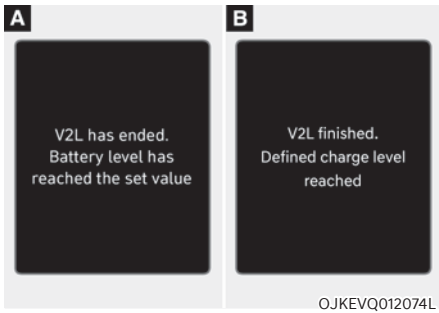 A
V2L has ended.
Battery level has
reached the set value
B
V2L finished.
Defined charge level
reached
OJKEVQ012074L